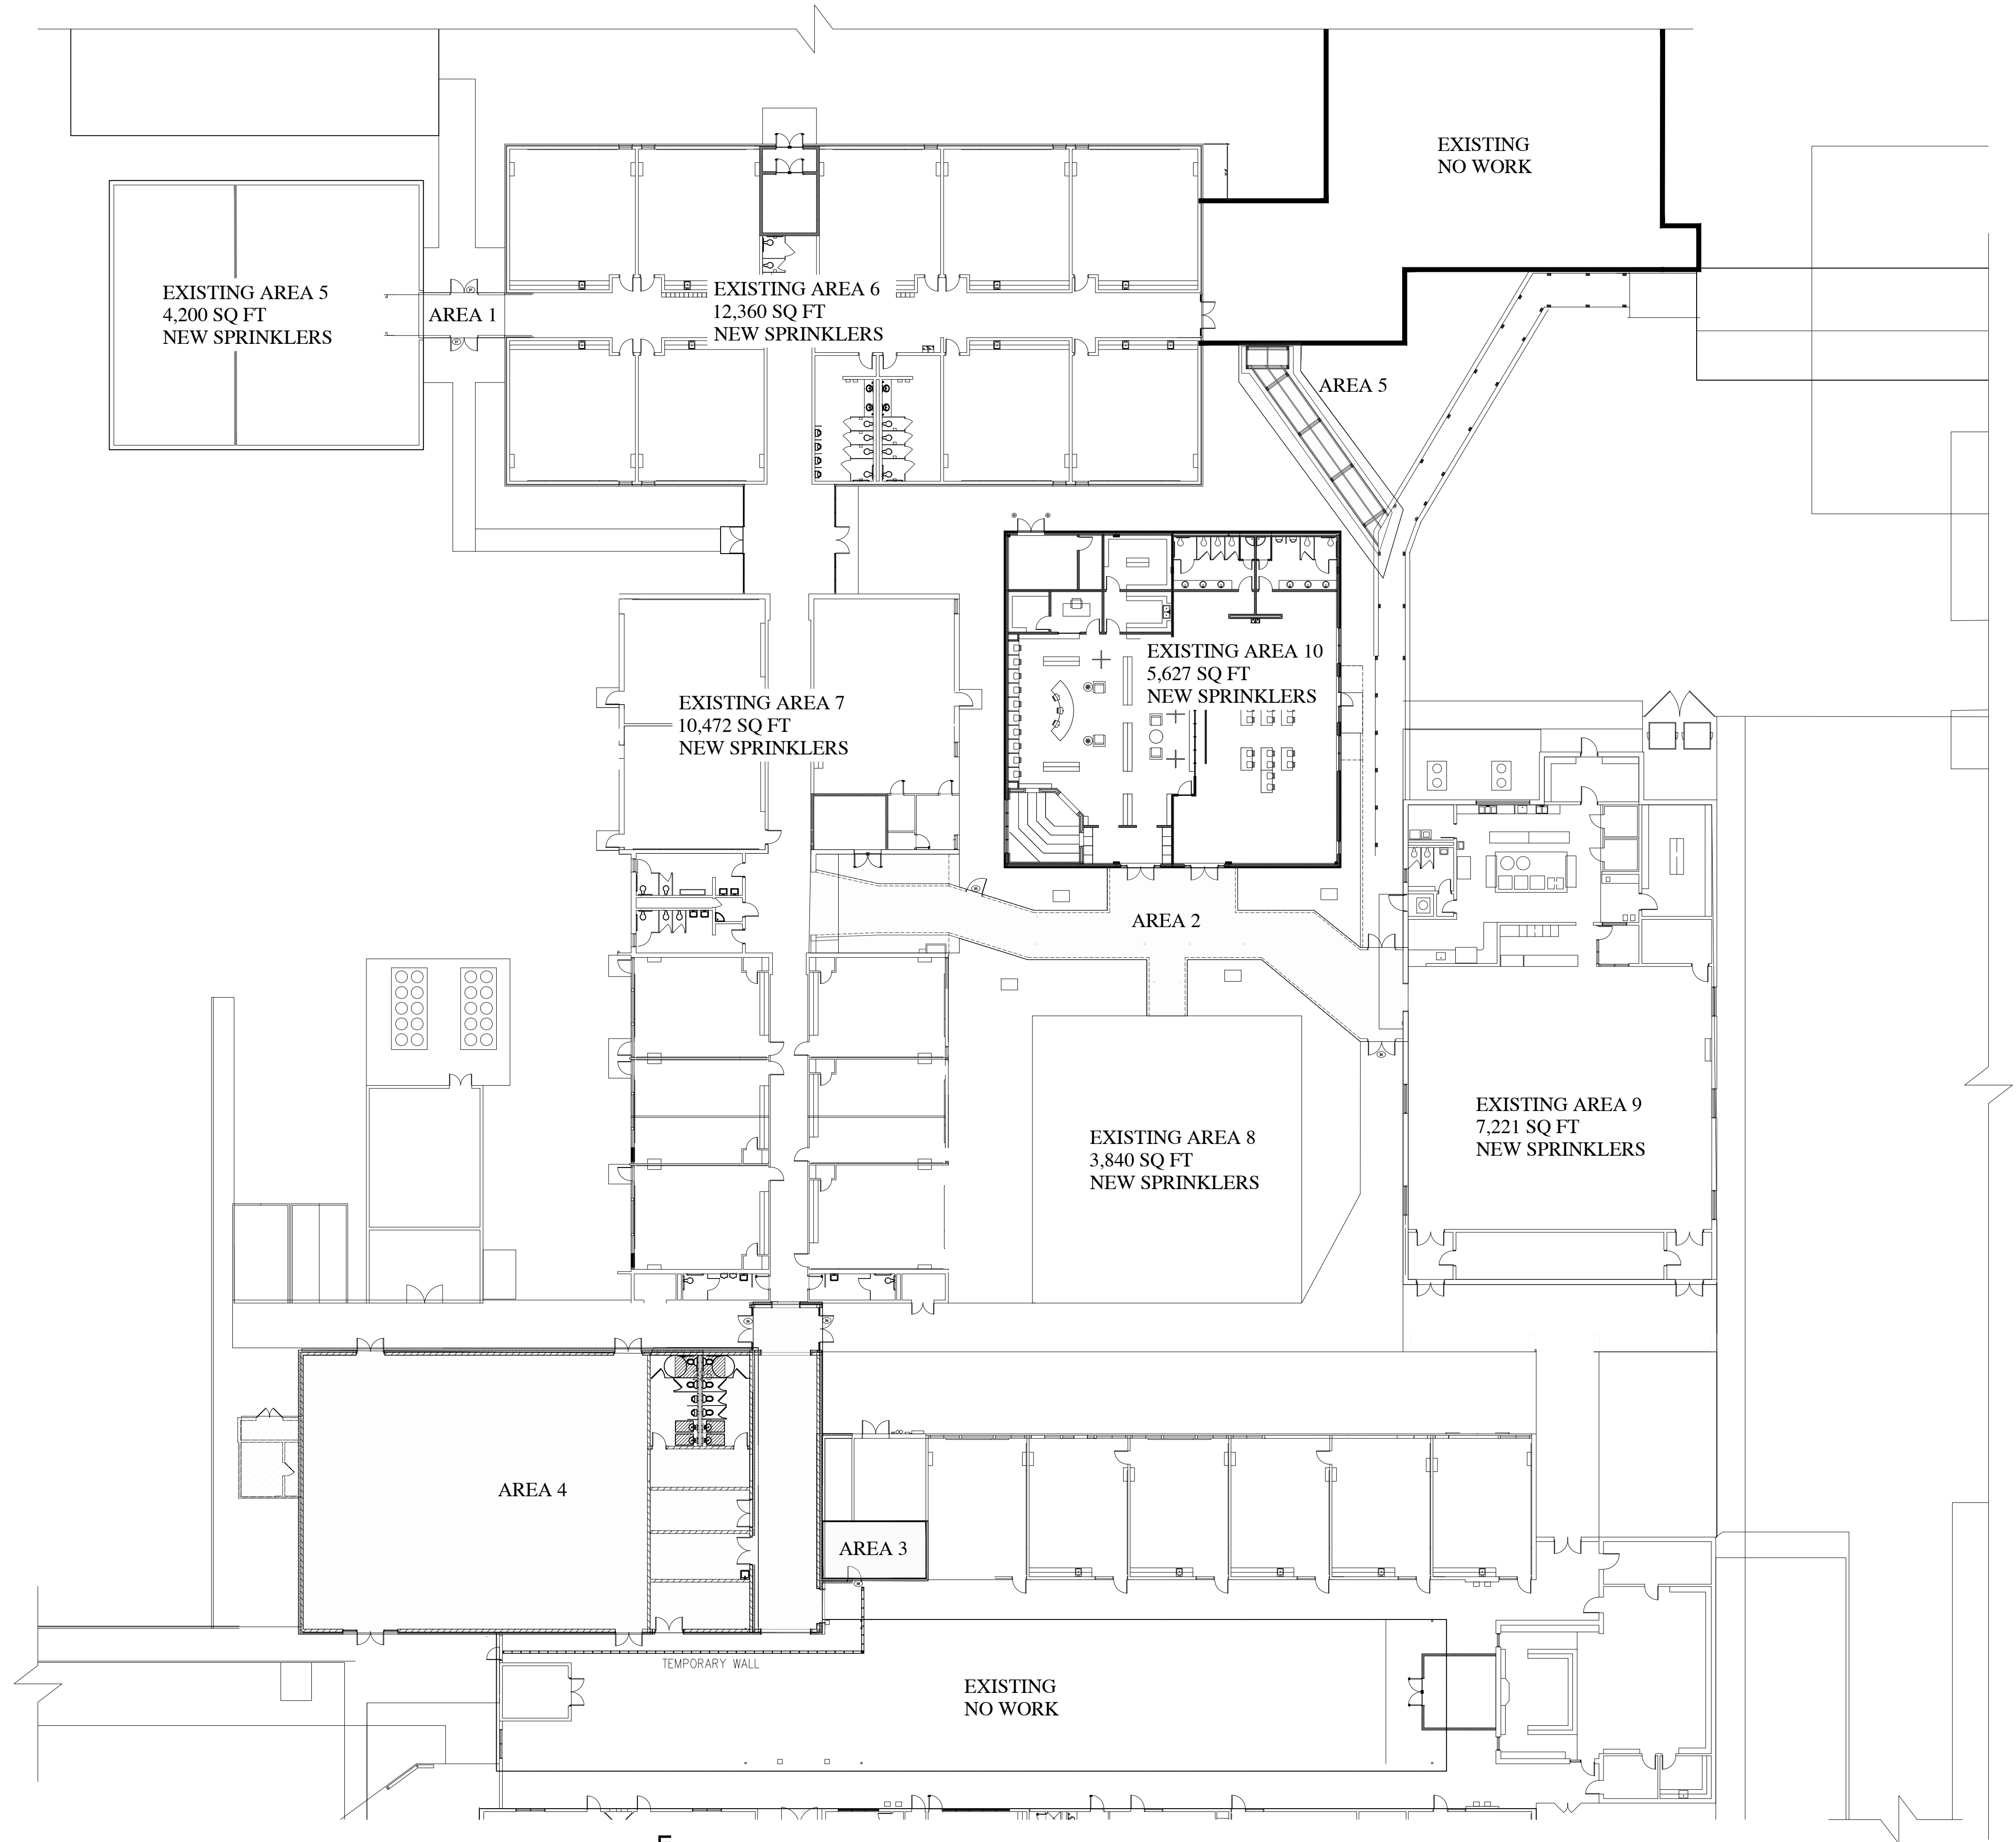 EXISTING
NO WORK
EXISTING AREA 5
4,200 SQ FT
NEW SPRINKLERS
AREA 1
EXISTING AREA 6
12,360 SQ FT
NEW SPRINKLERS
AREA 5
EXISTING AREA 10
5,627 SQ FT
NEW SPRINKLERS
EXISTING AREA 7
10,472 SQ FT
NEW SPRINKLERS
AREA 2
EXISTING AREA 8
3,840 SQ FT
NEW SPRINKLERS
EXISTING AREA 9
7,221 SQ FT
NEW SPRINKLERS
AREA 4
AREA 3
TEMPORARY WALL
EXISTING
NO WORK